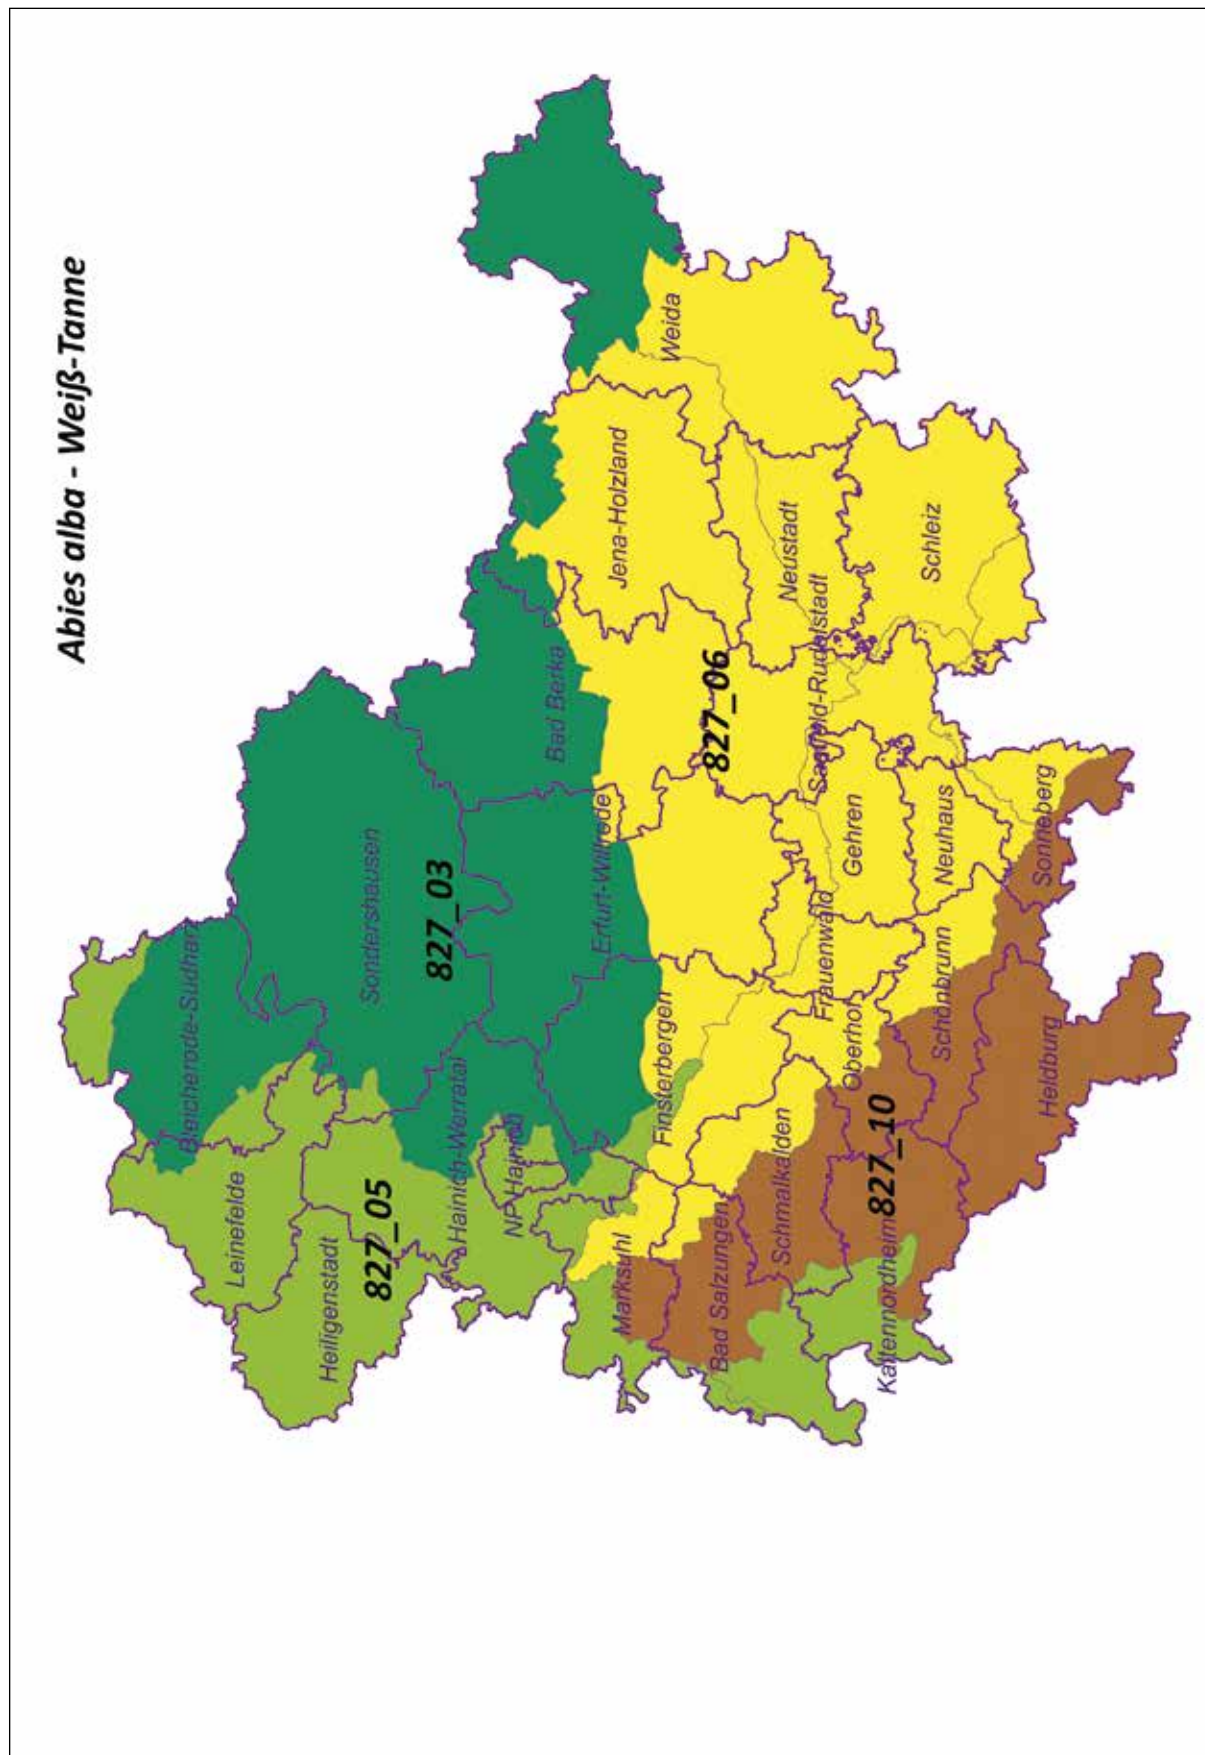 Abies alba - Weiß-Tanne
Bleicherode-Südharz
Leinefelde
Heiligenstadt
Sondershausen
827_05
827_03
Hainich-Werratal
NP Hainich
Bad Berka
Erfurt-Willrode
Jena-Holzland
Weida
Marksuhl
Finsterbergen
827_06
Bad Salzungen
Schmalkalden
Neustadt
Saalfeld-Rudolstadt
Frauenwald
Oberhof
Gehren
827_10
Kaltennordheim
Schleiz
Schönbrunn
Neuhaus
Sonneberg
Heldburg